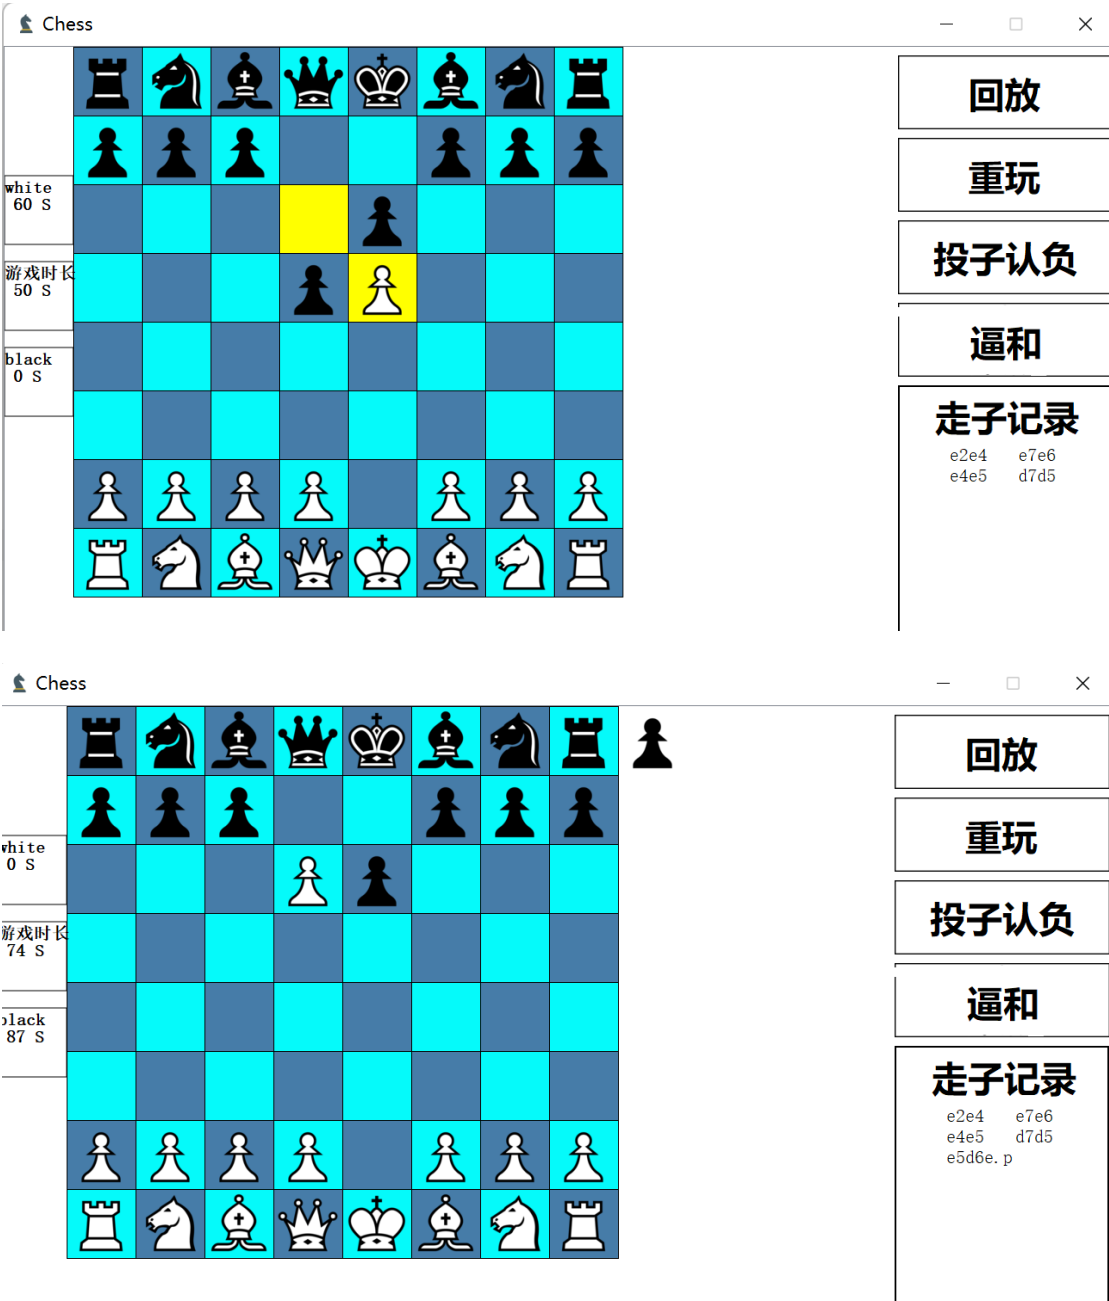 Chess
white
60 S
游戏时长
50 S
black
0 S
回放
重玩
投子认负
逼和
走子记录
e2e4 e7e6
e4e5 d7d5
Chess
white
0 S
游戏时长
74 S
black
87 S
回放
重玩
投子认负
逼和
走子记录
e2e4 e7e6
e4e5 d7d5
e5d6e.p